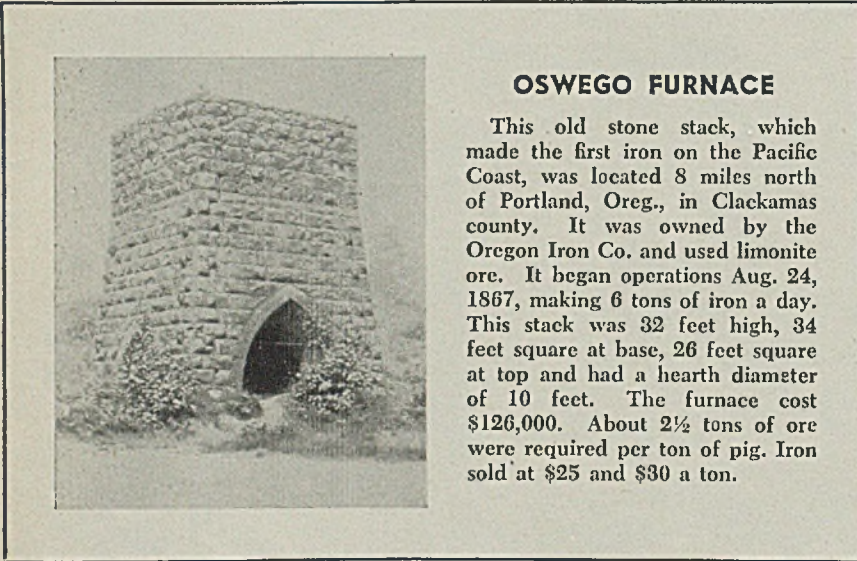 OSWEGO FURNACE
This old stone stack, which
made the first iron on the Pacific
Coast, was located 8 miles north
of Portland, Oreg., in Clackamas
county. It was owned by the
Oregon Iron Co. and used limonite
ore. It began operations Aug. 24,
1867, making 6 tons of iron a day.
This stack was 32 feet high, 34
feet square at base, 26 feet square
at top and had a hearth diameter
of 10 feet. The furnace cost
$126,000. About 2½ tons of ore
were required per ton of pig. Iron
sold at $25 and $30 a ton.